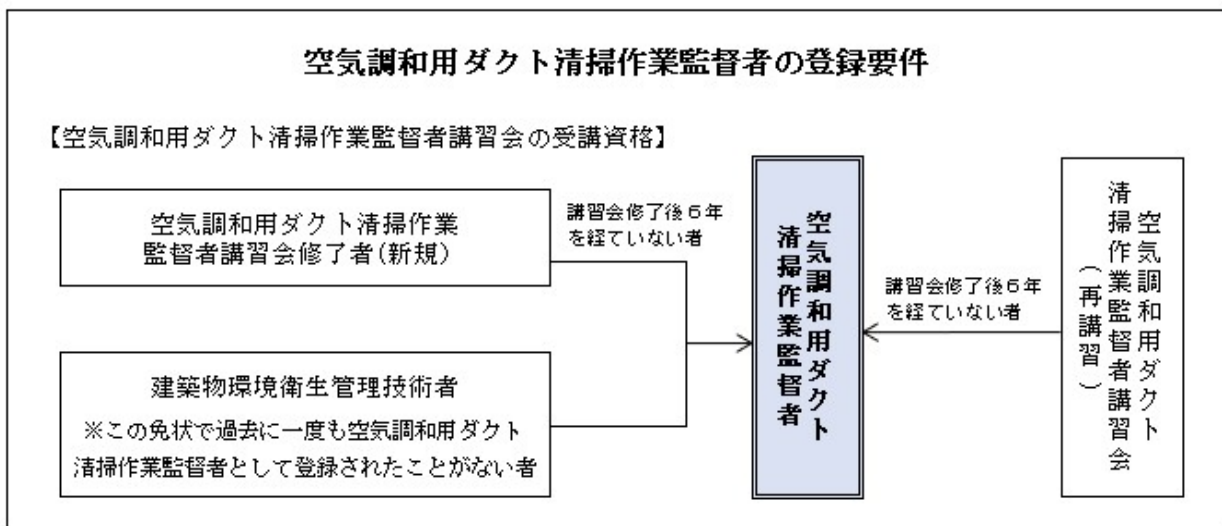 空気調和用ダクト清掃作業監督者の登録要件
【空気調和用ダクト清掃作業監督者講習会の受講資格】
空気調和用ダクト清掃作業
監督者講習会修了者(新規)
講習会修了後6年
を経ていない者
建築物環境衛生管理技術者
※この免状で過去に一度も空気調和用ダクト
清掃作業監督者として登録されたことがない者
空気調和用ダクト
清掃作業監督者
講習会修了後6年
を経ていない者
空気調和用ダクト
清掃作業監督者講習会
(再講習)